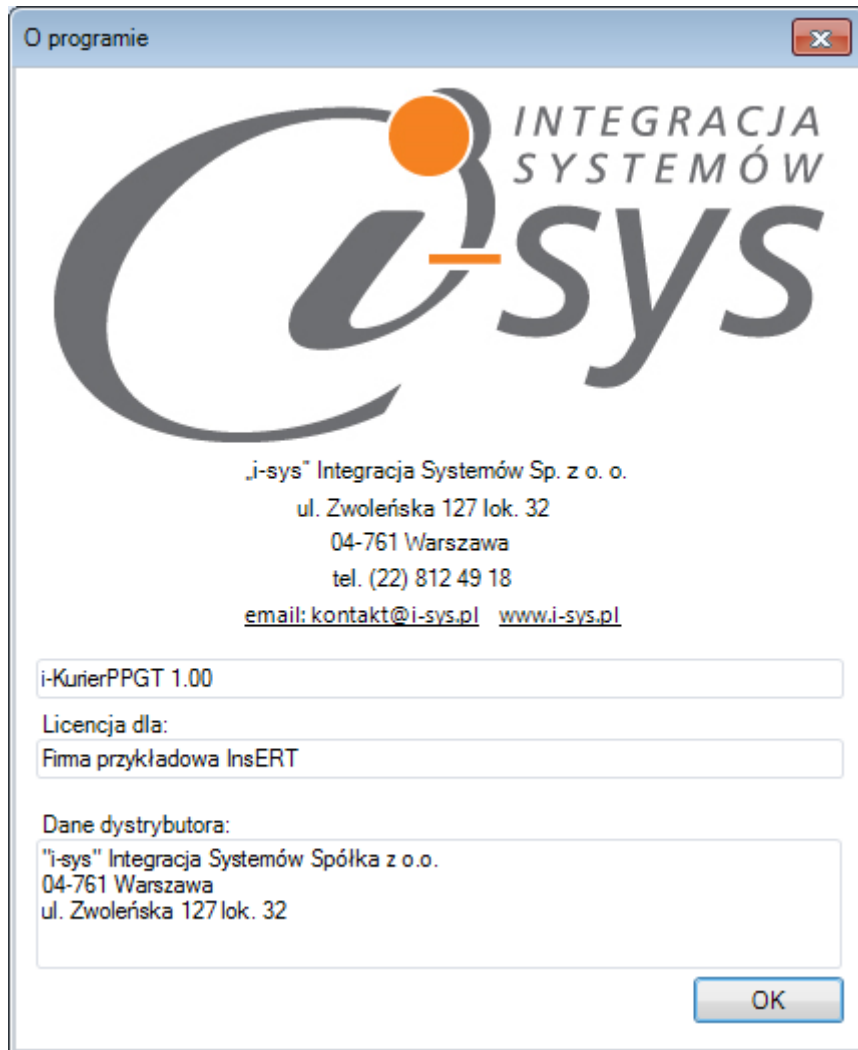 O programie
INTEGRACJA
SYSTEMÓW
i-sys
„i-sys" Integracja Systemów Sp. z o. o.
ul. Zwoleńska 127 lok. 32
04-761 Warszawa
tel. (22) 812 49 18
email: kontakt@i-sys.pl www.i-sys.pl
i-KurierPPGT 1.00
Licencja dla:
Firma przykładowa InsERT
Dane dystrybutora:
"i-sys" Integracja Systemów Spółka z o.o.
04-761 Warszawa
ul. Zwoleńska 127 lok. 32
OK